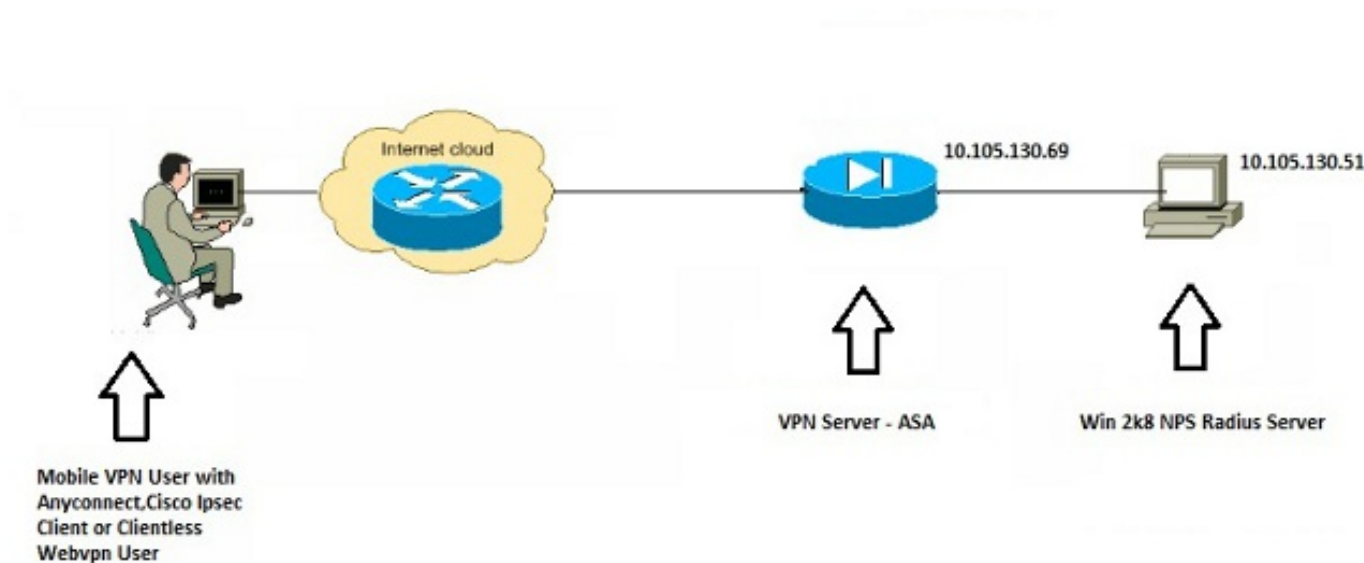 Internet cloud
10.105.130.69
10.105.130.51
VPN Server - ASA
Win 2k8 NPS Radius Server
Mobile VPN User with
Anyconnect,Cisco Ipsec
Client or Clientless
Webvpn User